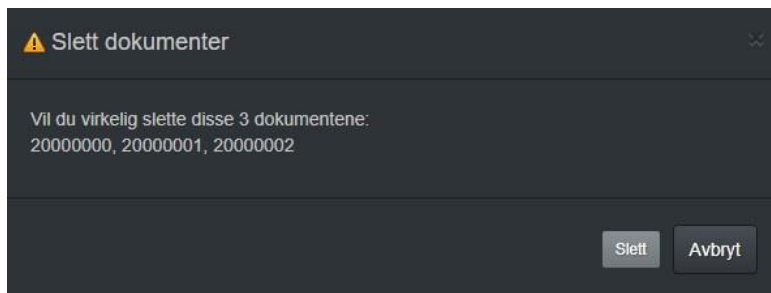 Slett dokumenter
Vil du virkelig slette disse 3 dokumentene:
20000000, 20000001, 20000002
Slett
Avbryt